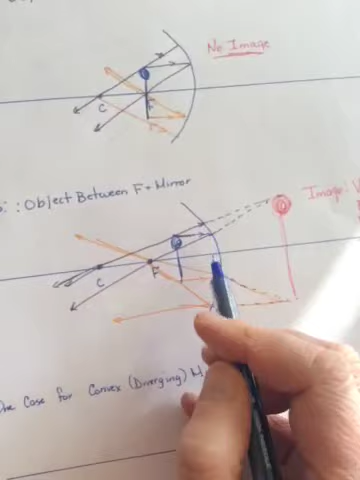 No Image
C
F
: Object Between F + Mirror
Image:
C
F
The Case for Convex (Diverging)